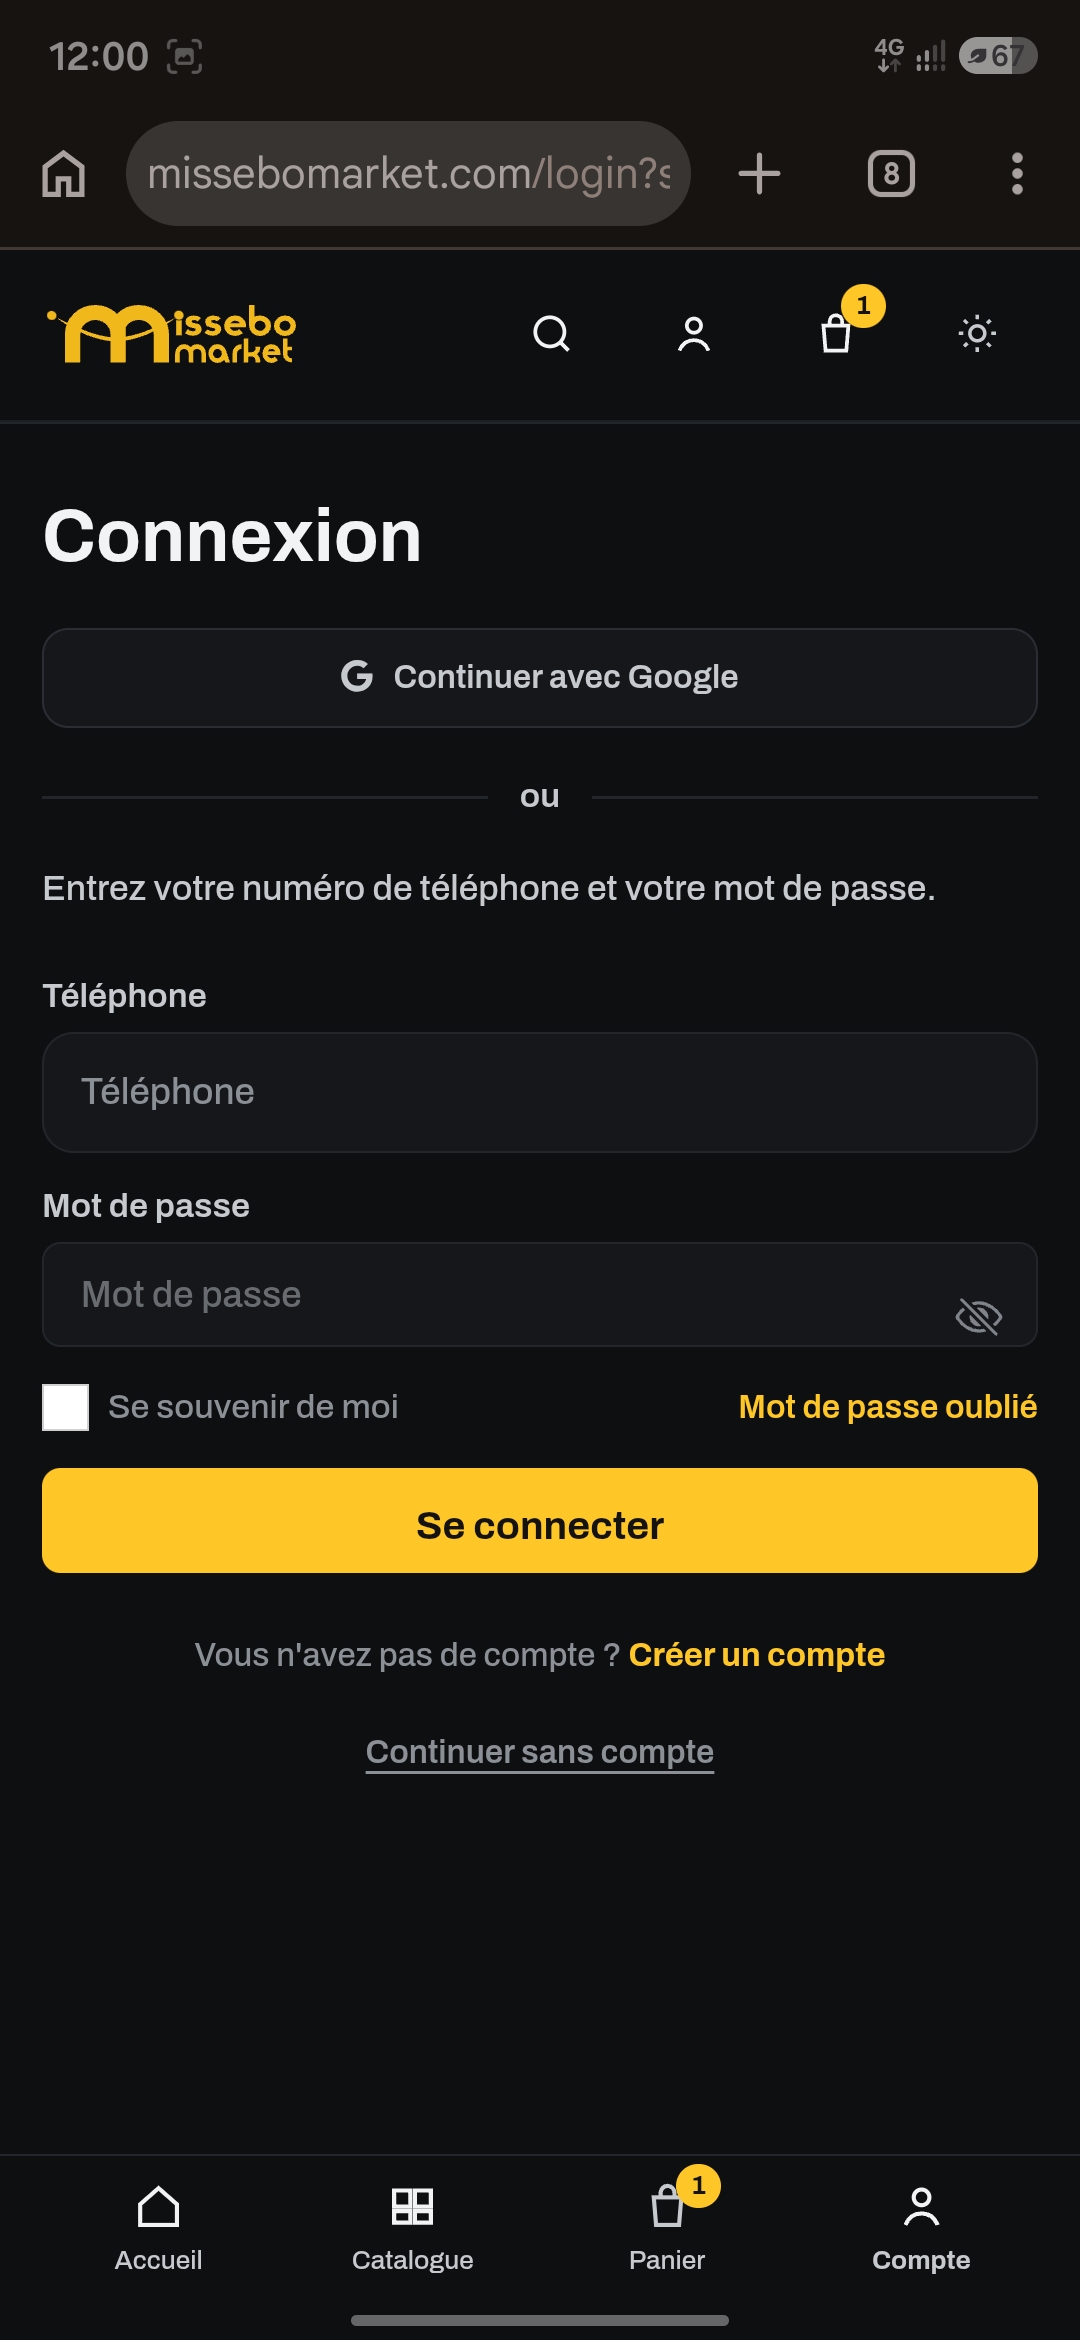 12:00
4G
67
missebomarket.com/login?s
8
missebo
market
1
Connexion
G Continuer avec Google
ou
Entrez votre numéro de téléphone et votre mot de passe.
Téléphone
Téléphone
Mot de passe
Mot de passe
Se souvenir de moi
Mot de passe oublié
Se connecter
Vous n'avez pas de compte ? Créer un compte
Continuer sans compte
1
Accueil
Catalogue
Panier
Compte